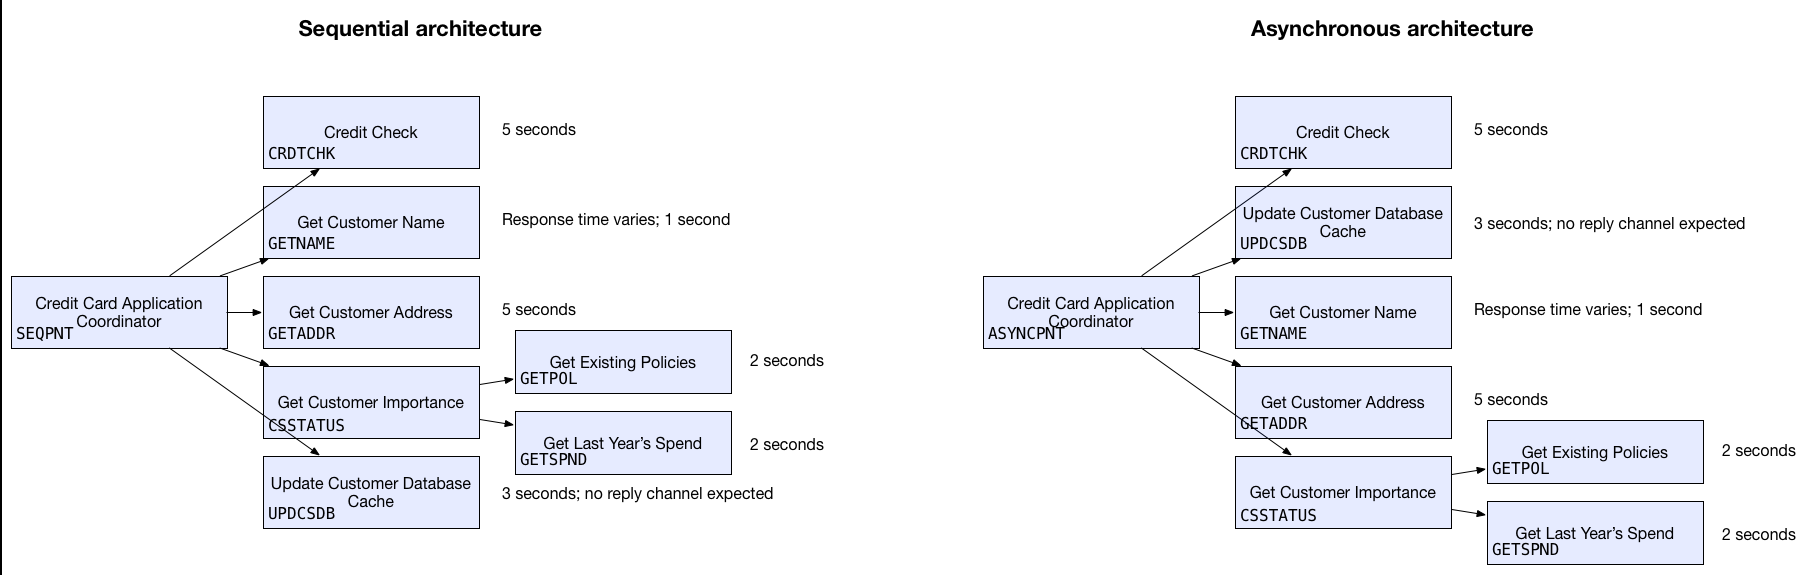 Sequential architecture
Credit Check
CRDTCHK
5 seconds
Get Customer Name
GETNAME
Response time varies; 1 second
Credit Card Application
Coordinator
SEQPNT
Get Customer Address
GETADDR
5 seconds
Get Existing Policies
GETPOL
2 seconds
Get Customer Importance
CSSTATUS
Get Last Year’s Spend
GETSPND
2 seconds
Update Customer Database
Cache
UPDCSDB
3 seconds; no reply channel expected
Asynchronous architecture
Credit Check
CRDTCHK
5 seconds
Update Customer Database
Cache
UPDCSDB
3 seconds; no reply channel expected
Credit Card Application
Coordinator
ASYNCPNT
Get Customer Name
GETNAME
Response time varies; 1 second
Get Customer Address
GETADDR
5 seconds
Get Existing Policies
GETPOL
2 seconds
Get Customer Importance
CSSTATUS
Get Last Year’s Spend
GETSPND
2 seconds